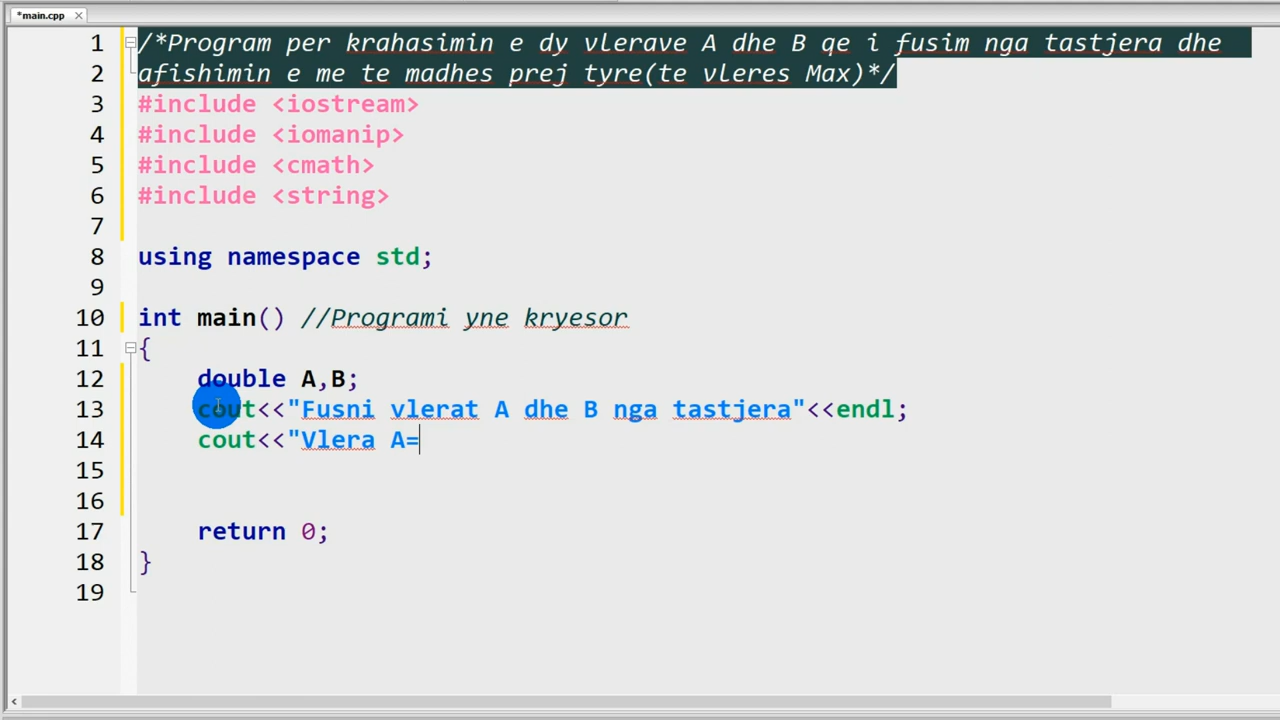 *main.cpp
1 /*Program per krahasimin e dy vlerave A dhe B qe i fusim nga tastjera dhe
2 afishimin e me te madhes prej tyre(te vleres Max)*/
3 #include <iostream>
4 #include <iomanip>
5 #include <cmath>
6 #include <string>
7
8 using namespace std;
9
10 int main() //Programi yne kryesor
11 {
12 double A,B;
13 cout<<"Fusni vlerat A dhe B nga tastjera"<<endl;
14 cout<<"Vlera A=
15
16
17 return 0;
18 }
19